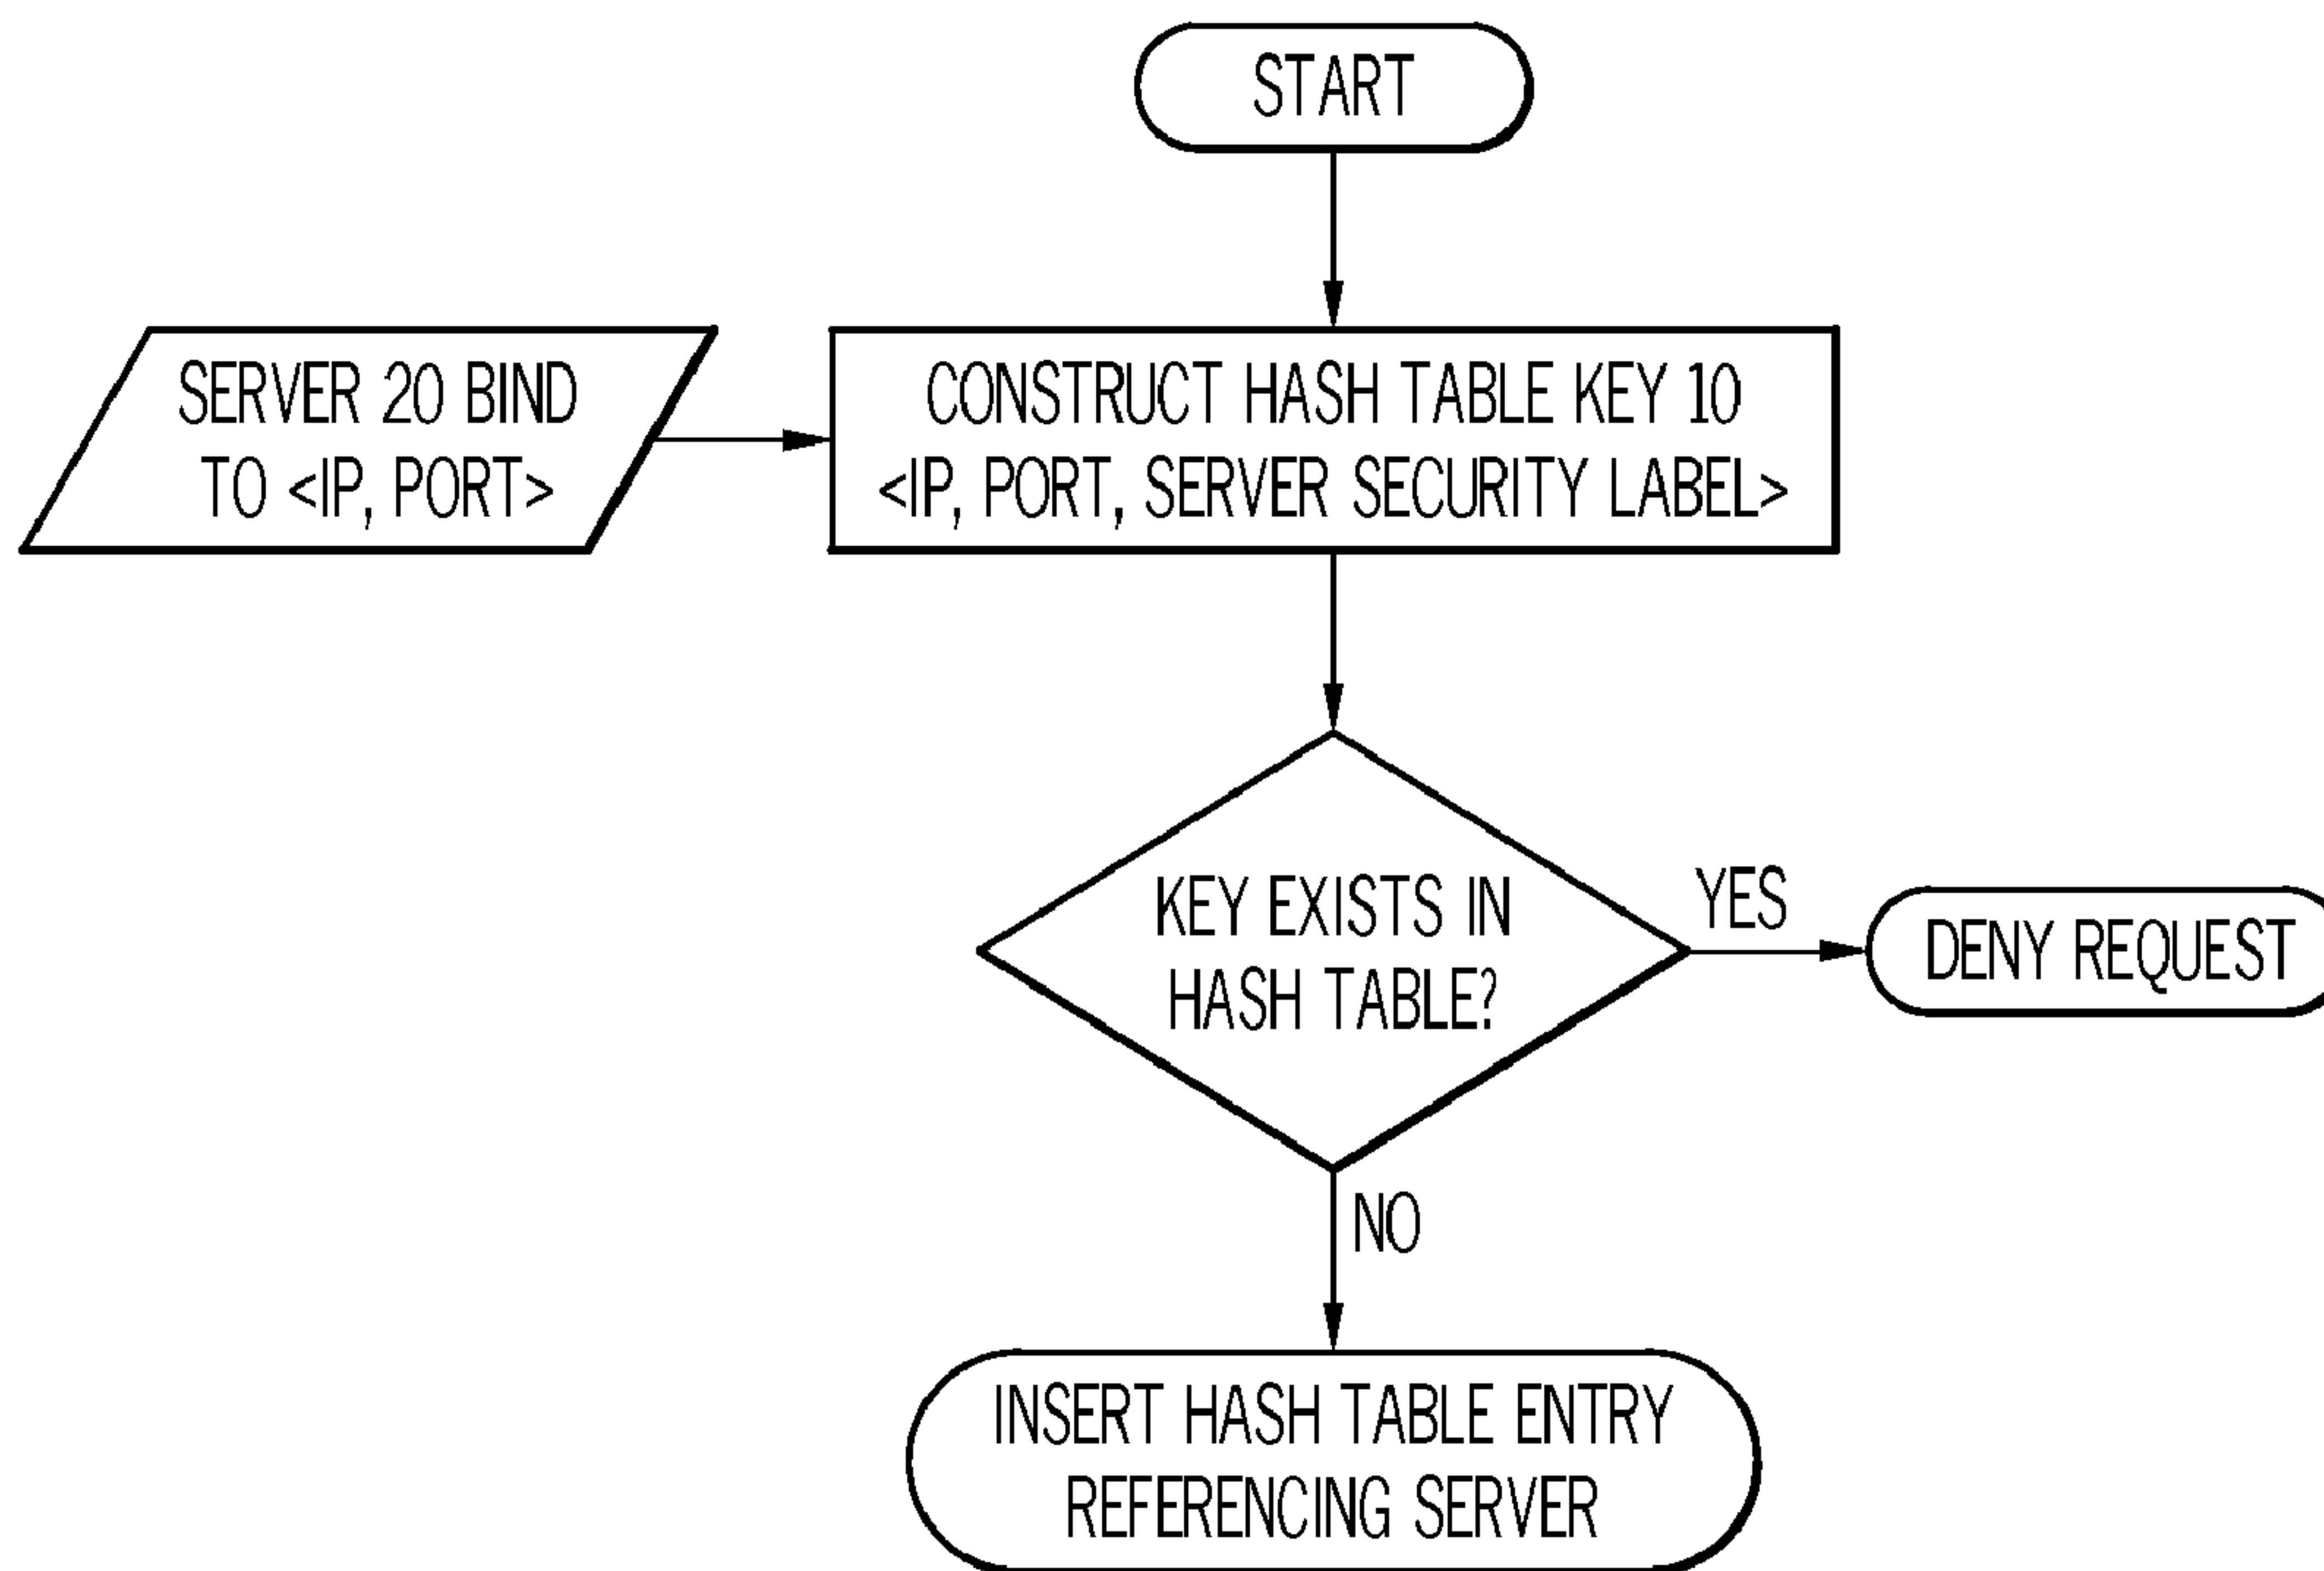 START
SERVER 20 BIND
TO <IP, PORT>
CONSTRUCT HASH TABLE KEY 10
<IP, PORT, SERVER SECURITY LABEL>
KEY EXISTS IN
HASH TABLE?
YES
DENY REQUEST
NO
INSERT HASH TABLE ENTRY
REFERENCING SERVER